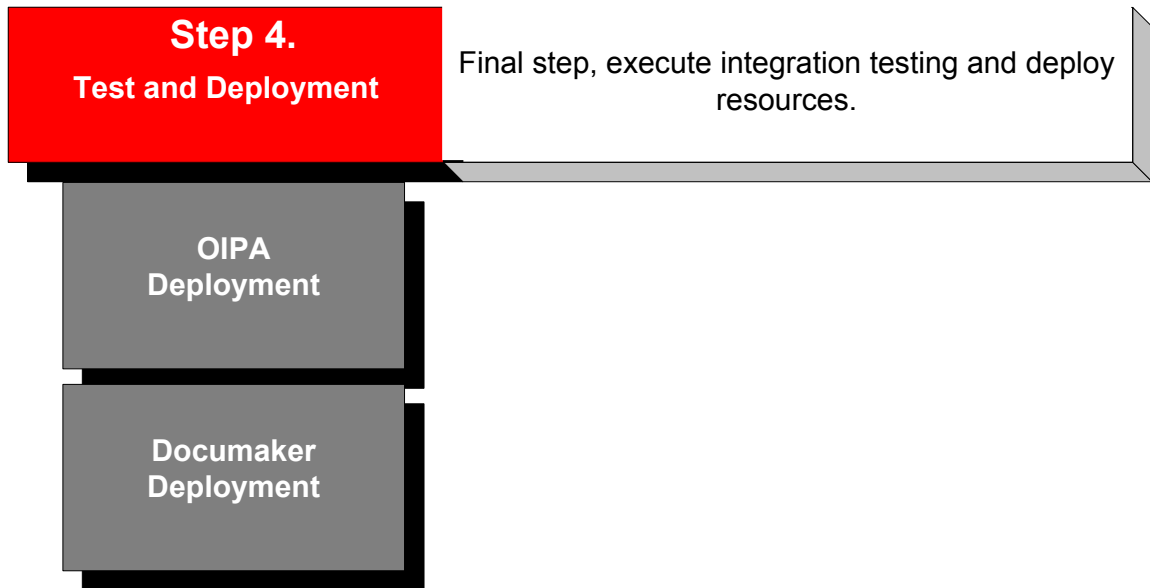 Step 4.
Test and Deployment
Final step, execute integration testing and deploy
resources.
OIPA
Deployment
Documaker
Deployment